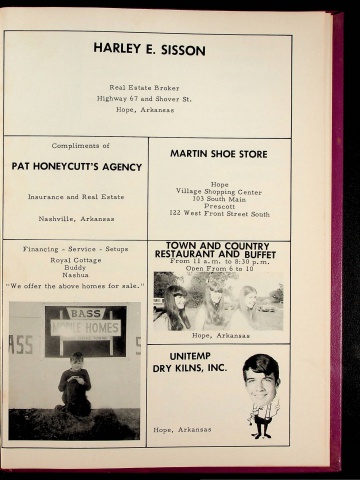 HARLEY E. SISSON
Real Estate Broker
Highway 67 and Shover St.
Hope, Arkansas
Compliments of
PAT HONEYCUTT'S AGENCY
Insurance and Real Estate
Nashville, Arkansas
MARTIN SHOE STORE
Hope
Village Shopping Center
103 South Main
Prescott
122 West Front Street South
Financing - Service - Setups
Royal Cottage
Buddy
Nashua
"We offer the above homes for sale."
BASS
MOBILE HOMES
ASS
TOWN AND COUNTRY
RESTAURANT AND BUFFET
From 11 a.m. to 8:30 p.m.
Open From 6 to 10
Hope, Arkansas
UNITEMP
DRY KILNS, INC.
Hope, Arkansas